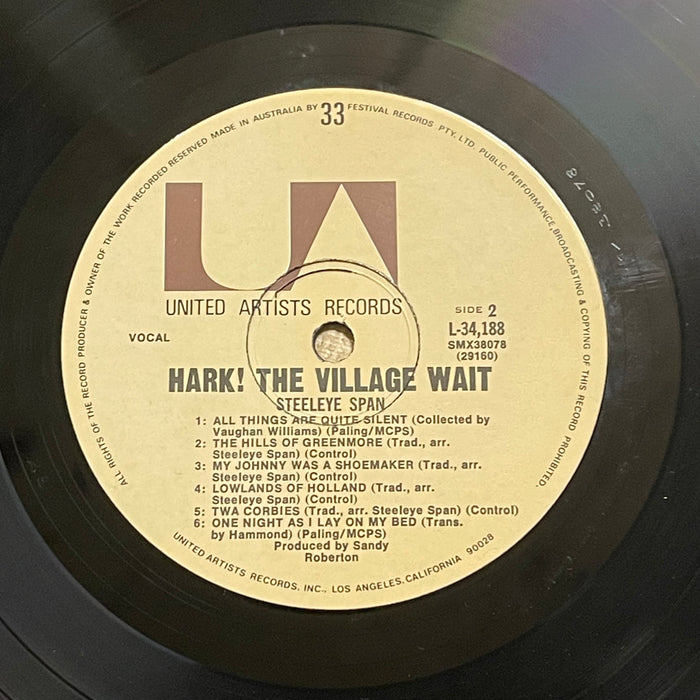 ALL RIGHTS OF THE RECORD PRODUCER & OWNER OF THE WORK RECORDED RESERVED MADE IN AUSTRALIA BY FESTIVAL RECORDS PTY. LTD. PUBLIC PERFORMANCE, BROADCASTING & COPYING OF THIS RECORD PROHIBITED.
33
UA
UNITED ARTISTS RECORDS
SIDE 2
L-34,188
VOCAL
SMX38078
(29160)
HARK! THE VILLAGE WAIT
STEELEYE SPAN
1: ALL THINGS ARE QUITE SILENT (Collected by
Vaughan Williams) (Paling/MCPS)
2: THE HILLS OF GREENMORE (Trad., arr.
Steeleye Span) (Control)
3: MY JOHNNY WAS A SHOEMAKER (Trad., arr.
Steeleye Span) (Control)
4: LOWLANDS OF HOLLAND (Trad., arr.
Steeleye Span) (Control)
5: TWA CORBIES (Trad., arr. Steeleye Span) (Control)
6: ONE NIGHT AS I LAY ON MY BED (Trans.
by Hammond) (Paling/MCPS)
Produced by Sandy
Roberton
UNITED ARTISTS RECORDS, INC., LOS ANGELES, CALIFORNIA 90028